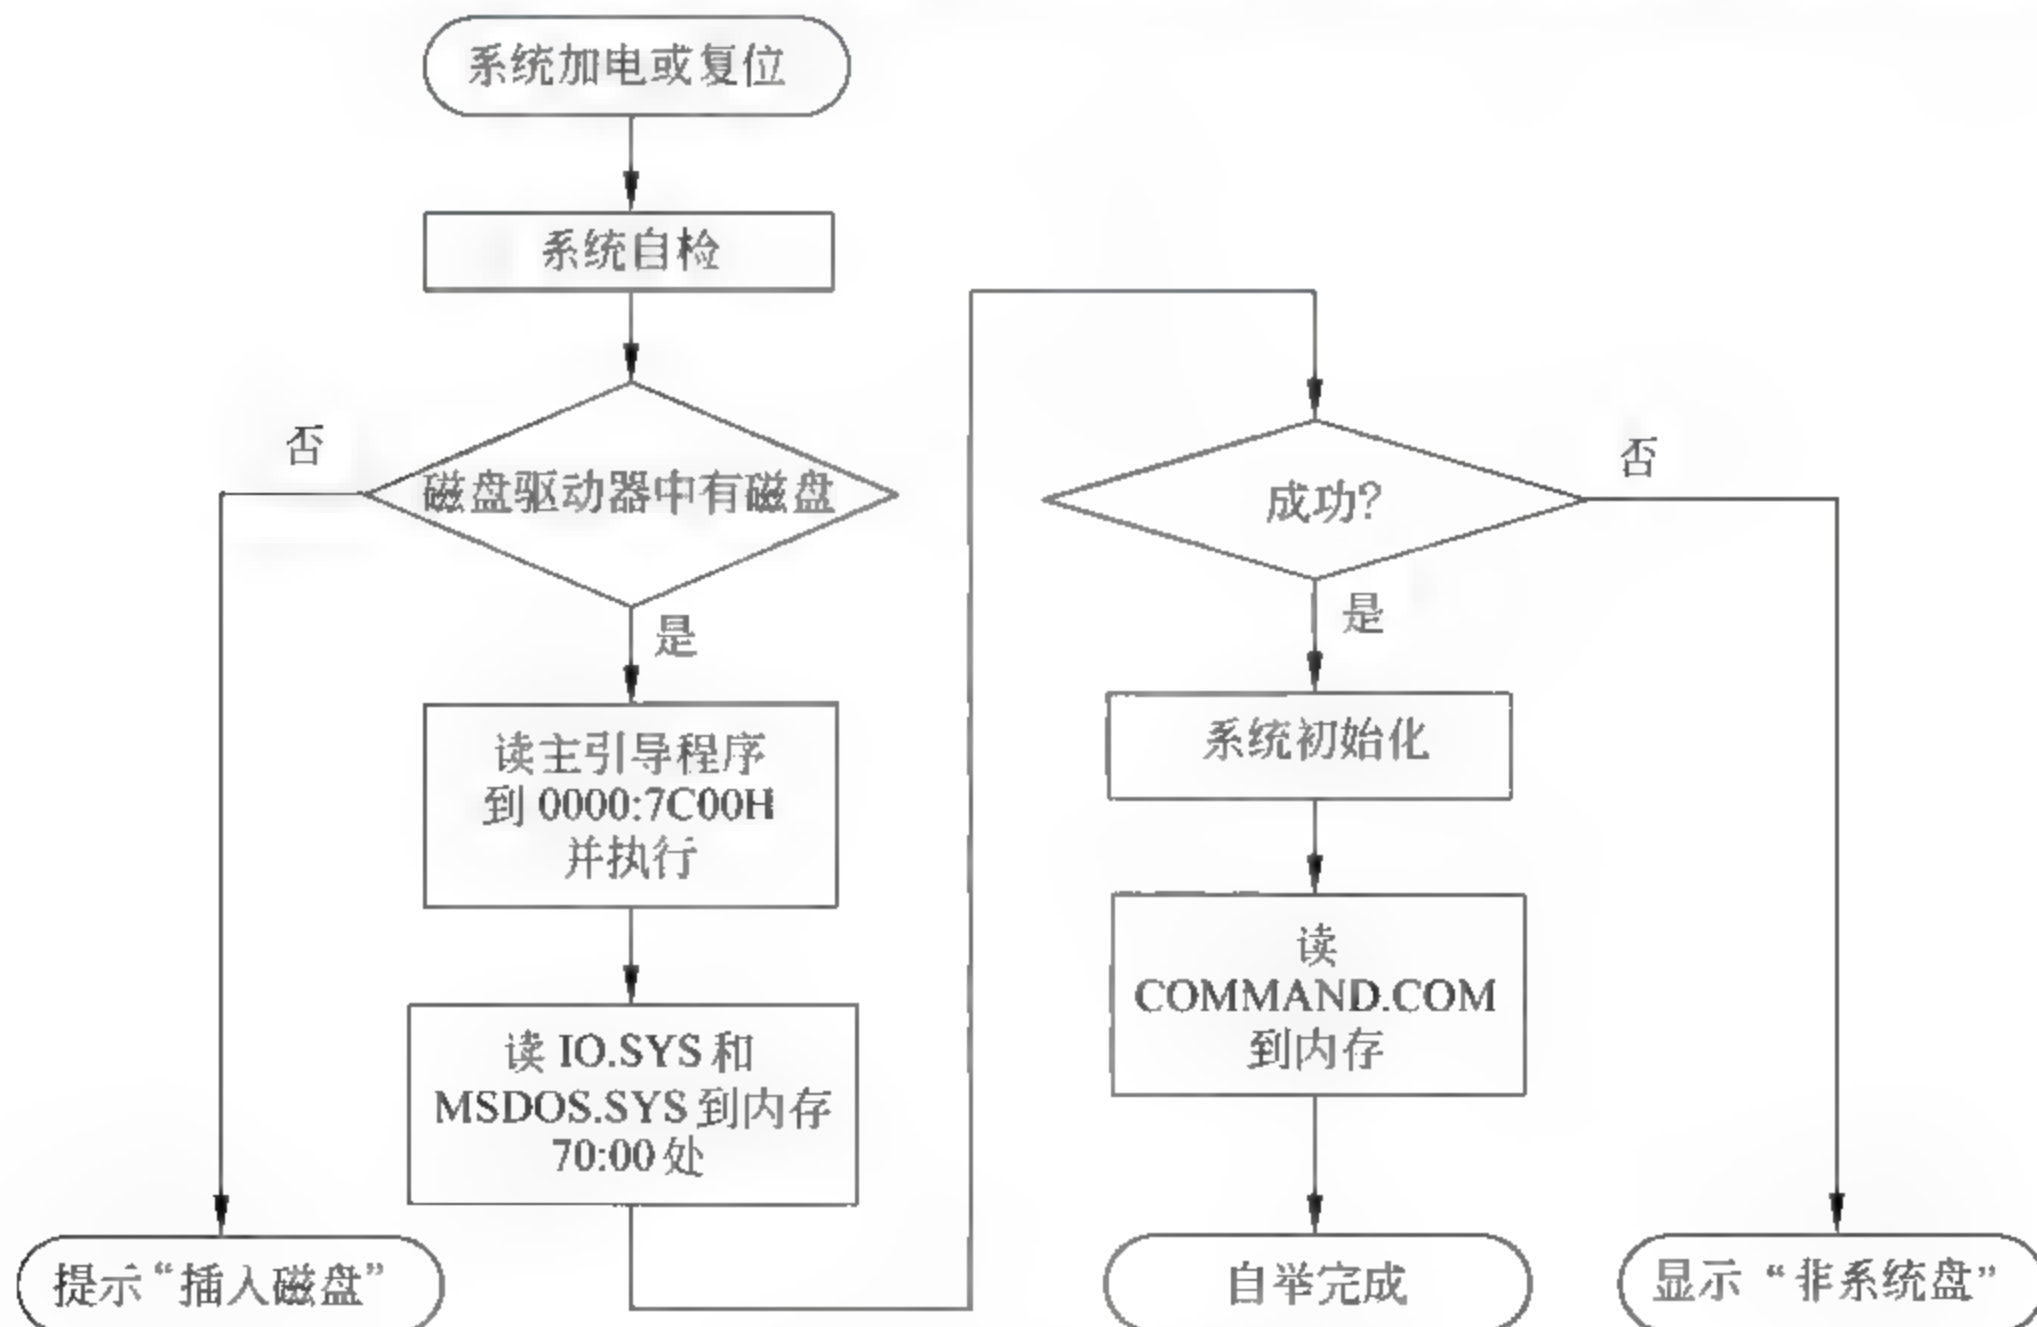 系统加电或复位
系统自检
否
磁盘驱动器中有磁盘
是
读主引导程序
到 0000:7C00H
并执行
读 IO.SYS 和
MSDOS.SYS 到内存
70:00 处
提示“插入磁盘”
成功?
否
是
系统初始化
读
COMMAND.COM
到内存
自举完成
显示“非系统盘”